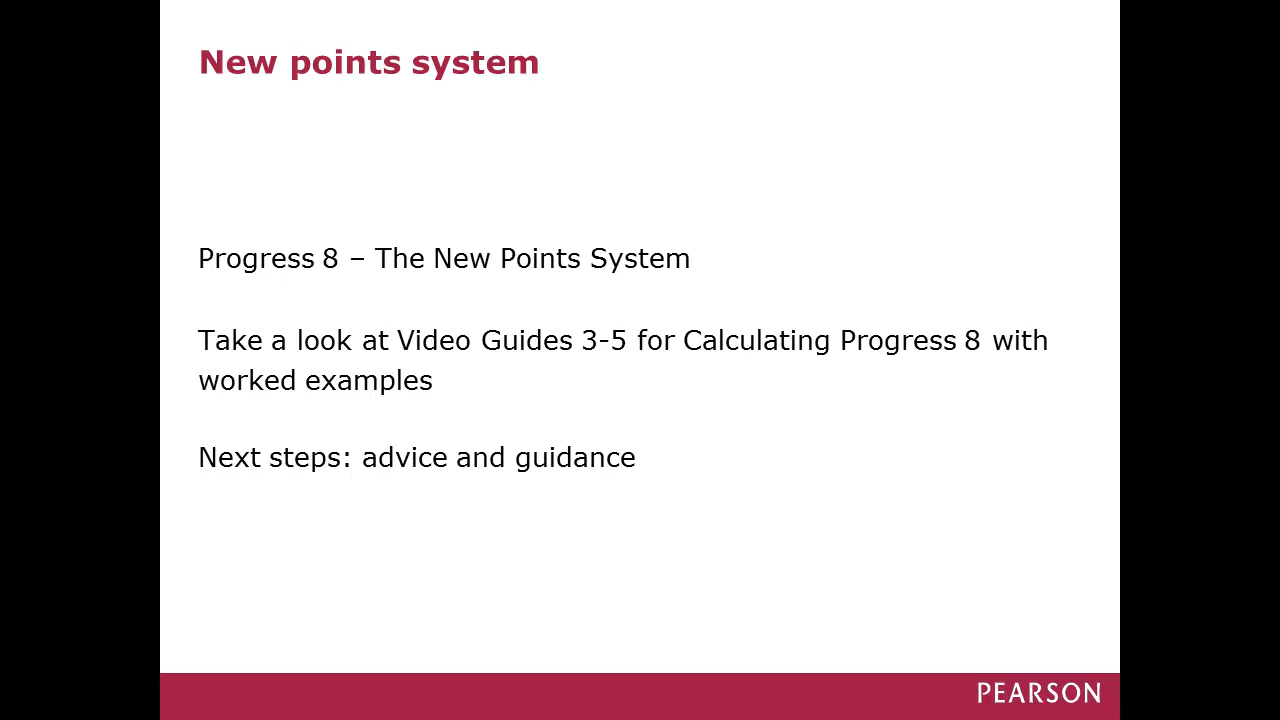 New points system
Progress 8 – The New Points System
Take a look at Video Guides 3-5 for Calculating Progress 8 with
worked examples
Next steps: advice and guidance
PEARSON